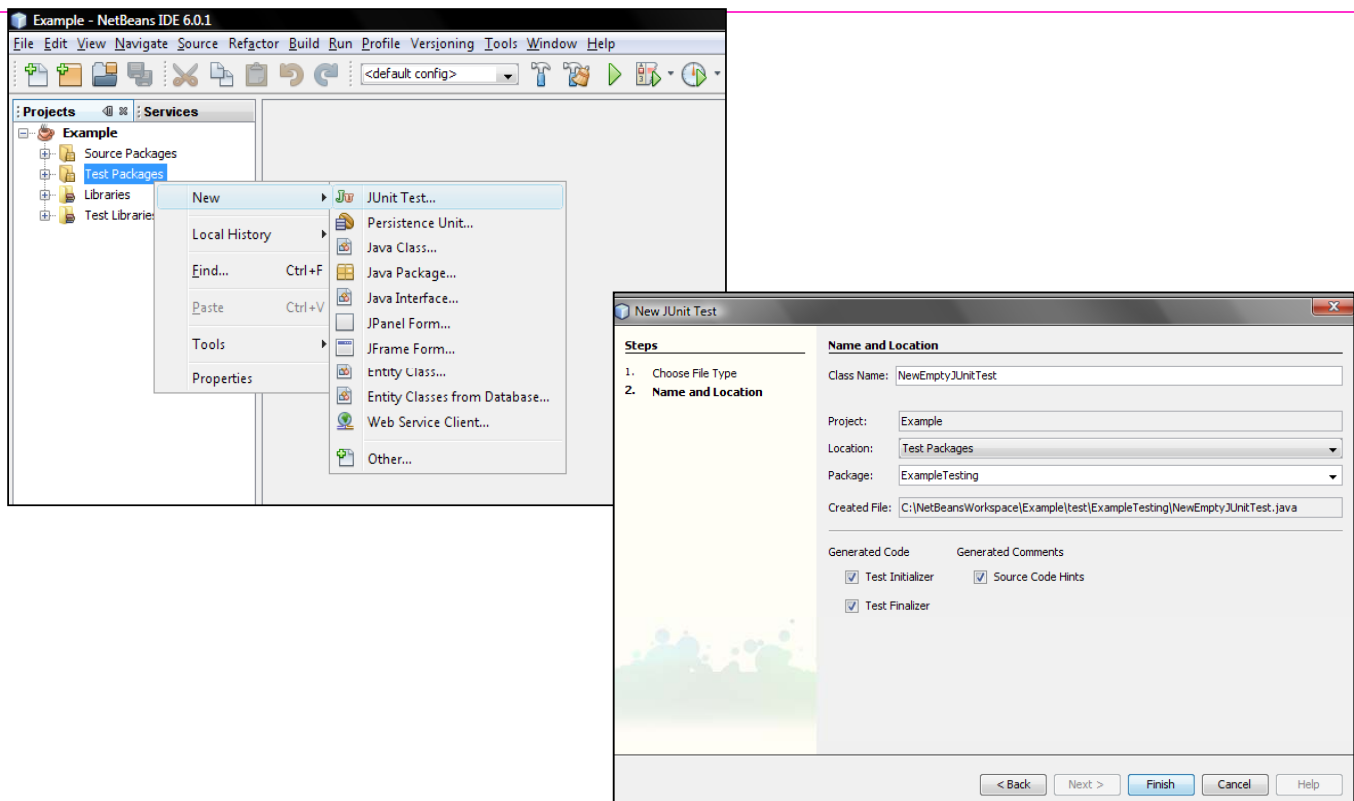 Example - NetBeans IDE 6.0.1
File Edit View Navigate Source Refactor Build Run Profile Versioning Tools Window Help
<default config>
Projects Services
Example
Source Packages
Test Packages
Libraries
Test Libraries
New
Local History
Find... Ctrl+F
Paste Ctrl+V
Tools
Properties
JUnit Test...
Persistence Unit...
Java Class...
Java Package...
Java Interface...
JPanel Form...
JFrame Form...
Entity Class...
Entity Classes from Database...
Web Service Client...
Other...
New JUnit Test
Steps
1. Choose File Type
2. Name and Location
Name and Location
Class Name: NewEmptyJUnitTest
Project: Example
Location: Test Packages
Package: ExampleTesting
Created File: C:\NetBeansWorkspace\Example\test\ExampleTesting\NewEmptyJUnitTest.java
Generated Code Generated Comments
Test Initializer Source Code Hints
Test Finalizer
< Back Next > Finish Cancel Help